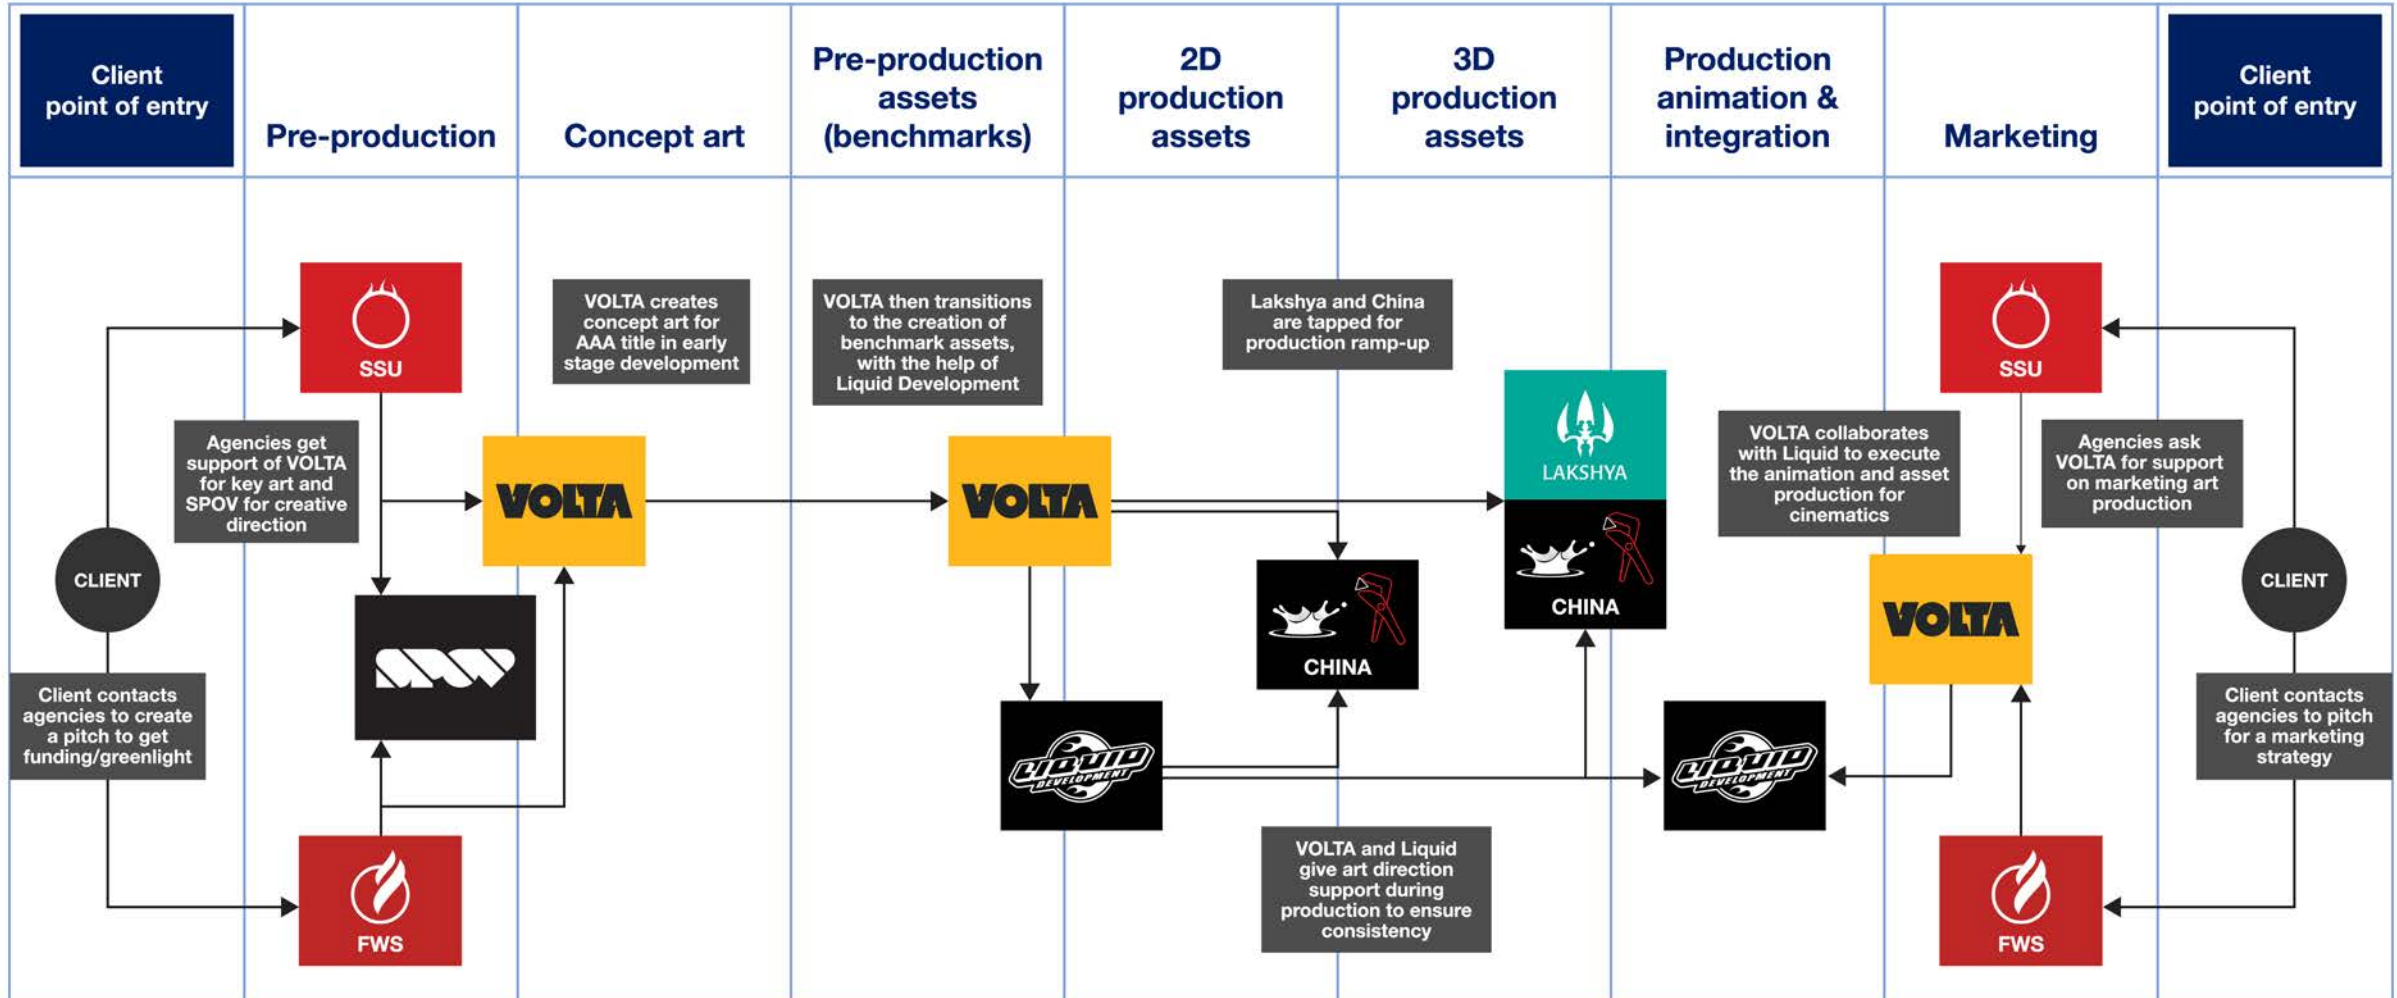 Client
point of entry
Pre-production
Concept art
Pre-production
assets
(benchmarks)
2D
production
assets
3D
production
assets
Production
animation &
integration
Marketing
Client
point of entry
SSU
Agencies get
support of VOLTA
for key art and
SPOV for creative
direction
CLIENT
Client contacts
agencies to create
a pitch to get
funding/greenlight
SPOV
FWS
VOLTA creates
concept art for
AAA title in early
stage development
VOLTA
VOLTA then transitions
to the creation of
benchmark assets,
with the help of
Liquid Development
VOLTA
LIQUID
DEVELOPMENT
Lakshya and China
are tapped for
production ramp-up
CHINA
LAKSHYA
CHINA
VOLTA and Liquid
give art direction
support during
production to ensure
consistency
VOLTA collaborates
with Liquid to execute
the animation and asset
production for
cinematics
LIQUID
DEVELOPMENT
SSU
Agencies ask
VOLTA for support
on marketing art
production
VOLTA
FWS
CLIENT
Client contacts
agencies to pitch
for a marketing
strategy